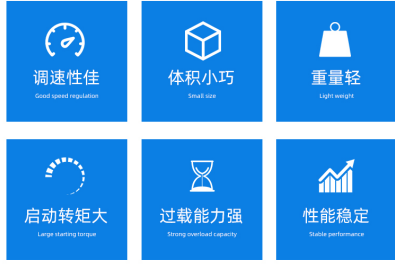 调速性佳
Good speed regulation
体积小巧
Small size
重量轻
Light weight
启动转矩大
Large starting torque
过载能力强
Strong overload capacity
性能稳定
Stable performance